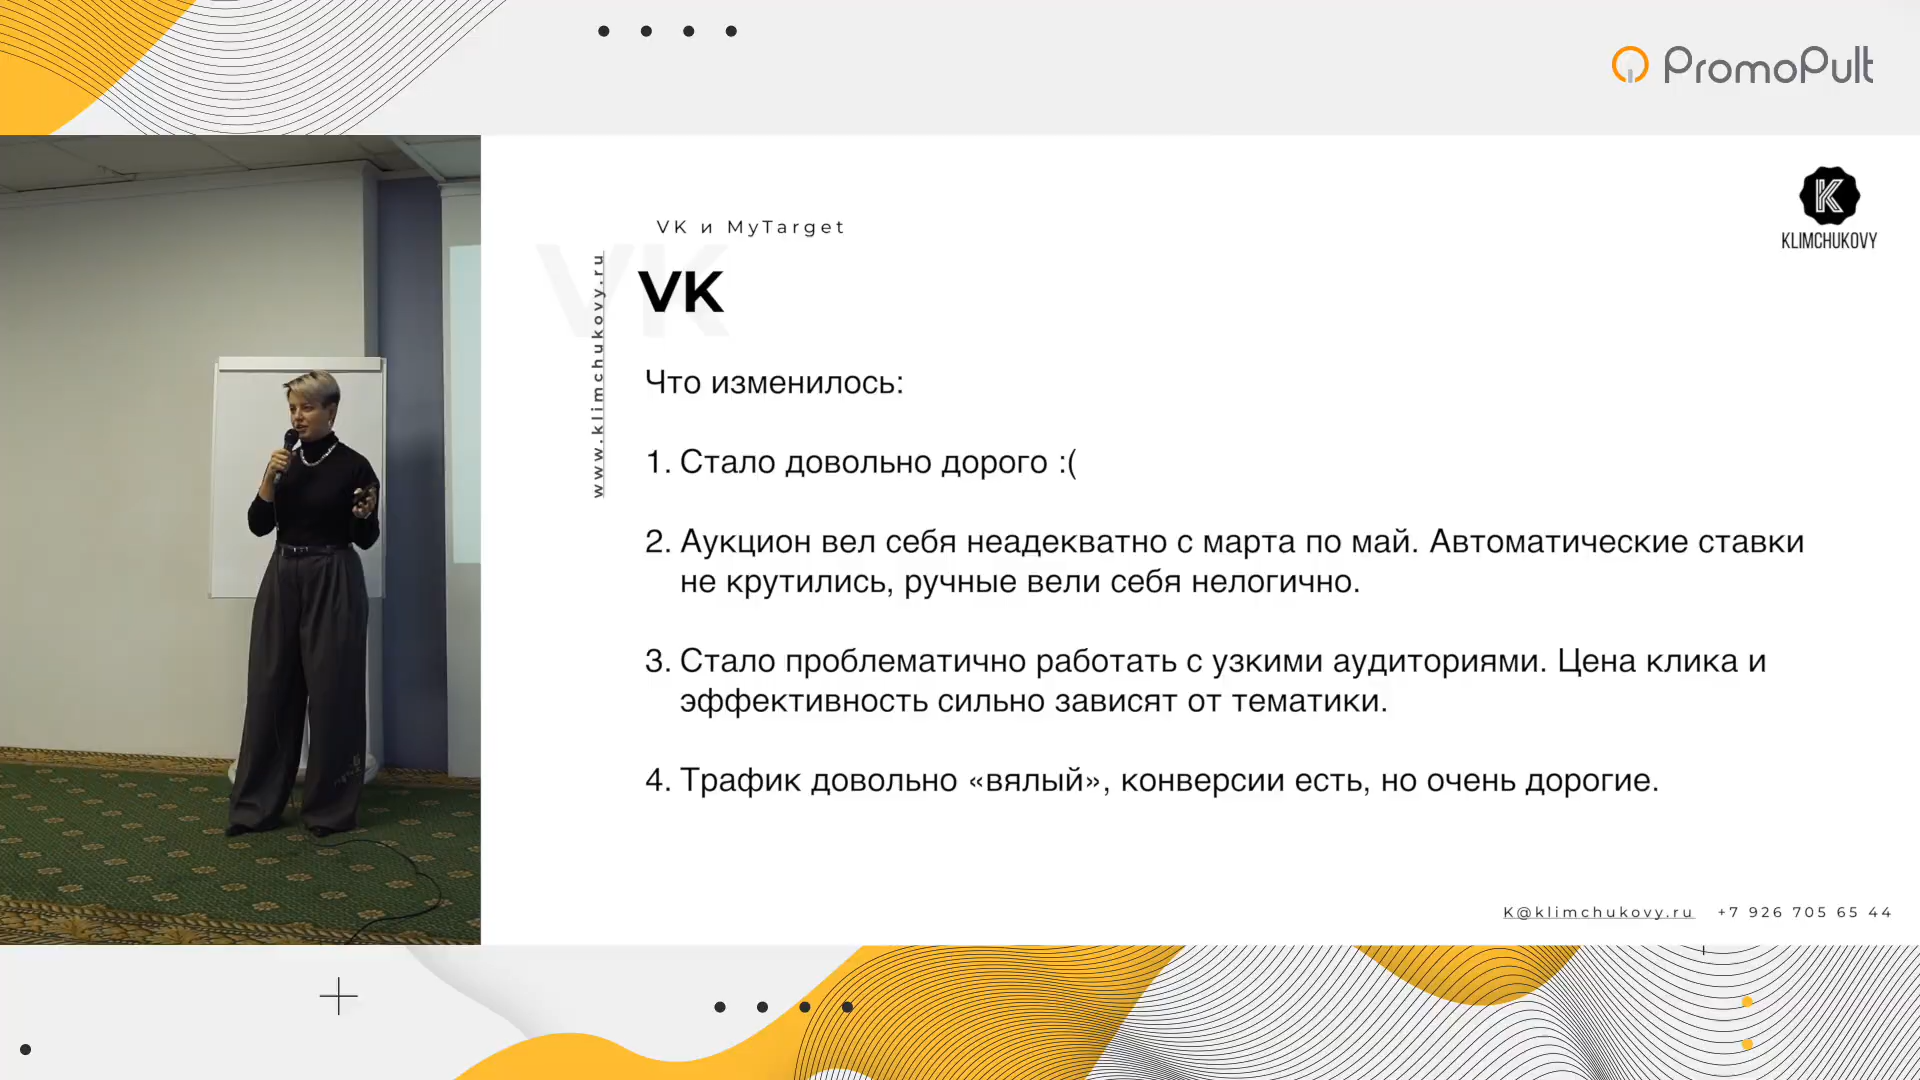 PromoPult
K
KLIMCHUKOVY
VK и MyTarget
VK
VK
www.klimchukovy.ru
Что изменилось:
1. Стало довольно дорого :(
2. Аукцион вел себя неадекватно с марта по май. Автоматические ставки
не крутились, ручные вели себя нелогично.
3. Стало проблематично работать с узкими аудиториями. Цена клика и
эффективность сильно зависят от тематики.
4. Трафик довольно «вялый», конверсии есть, но очень дорогие.
K@klimchukovy.ru +7 926 705 65 44